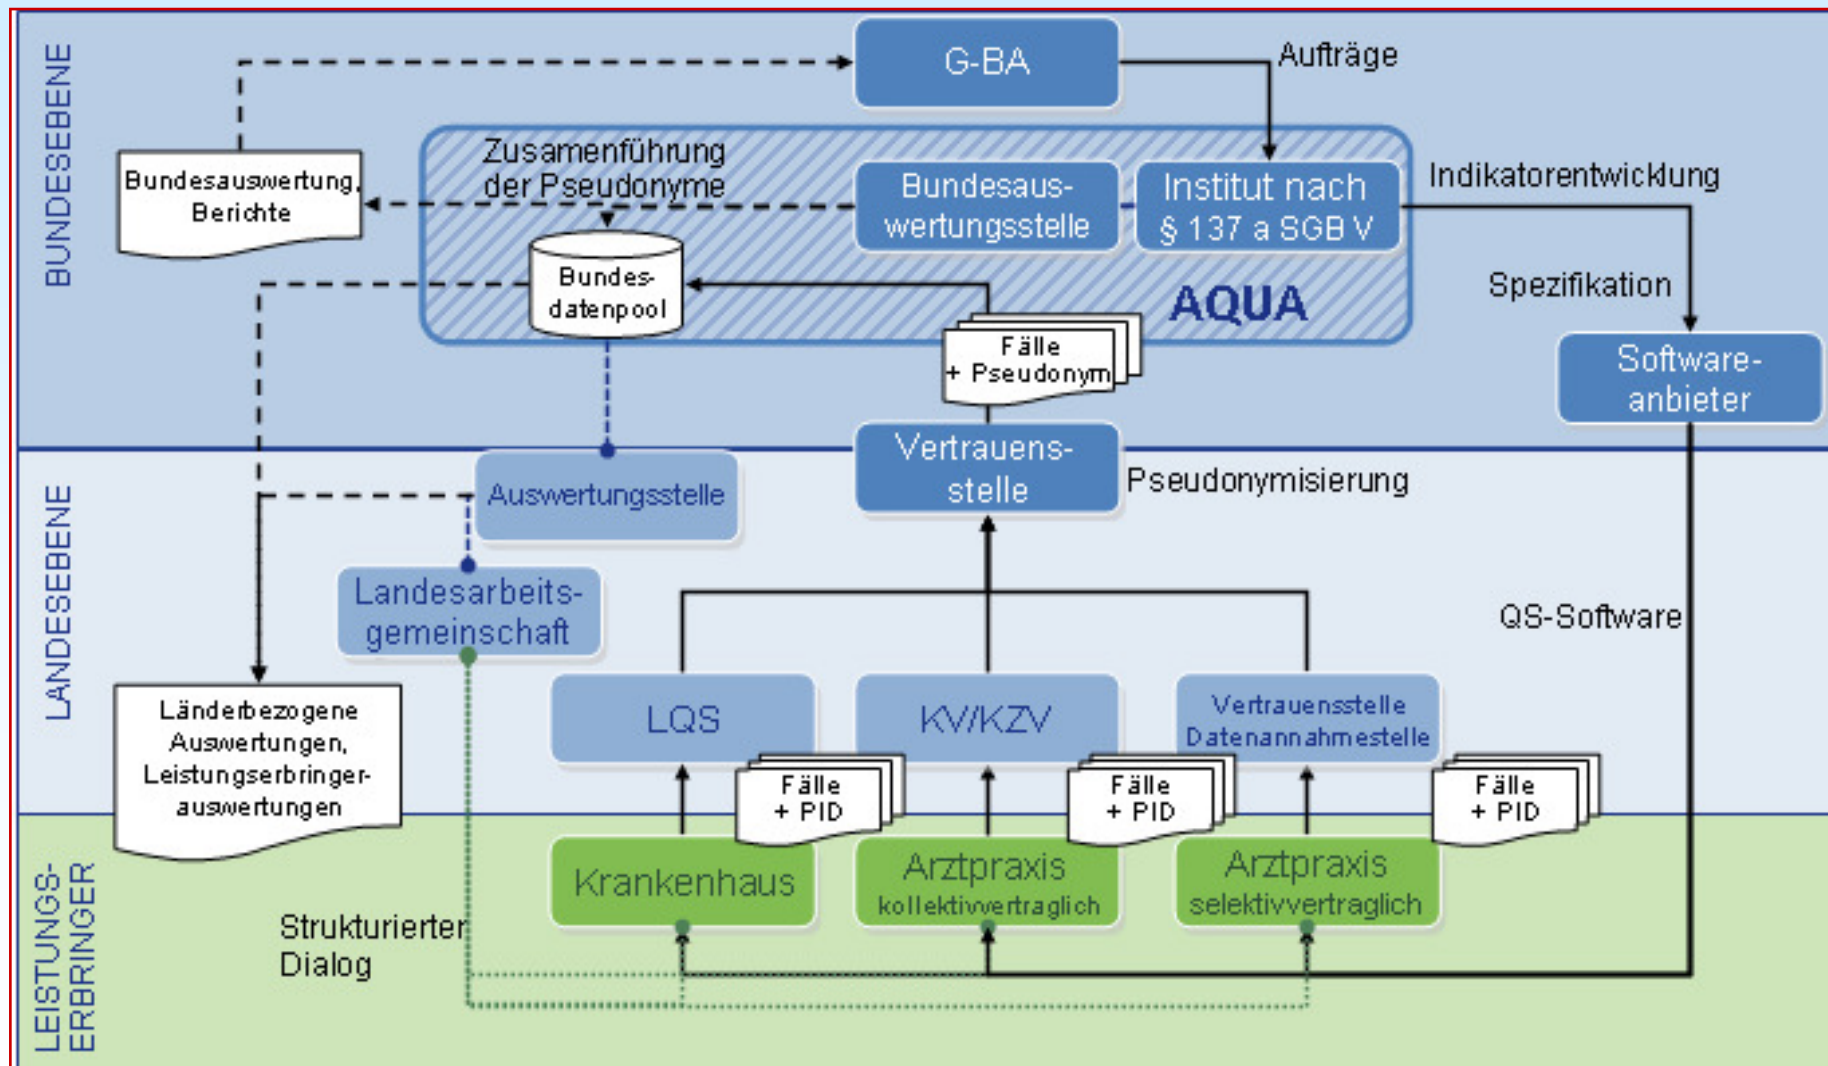 BUNDESEBENE
G-BA
Aufträge
Zusamenführung
der Pseudonyme
Bundesauswertung,
Berichte
Bundesaus-
wertungsstelle
Institut nach
§ 137 a SGB V
Indikatorentwicklung
Bundes-
datenpool
AQUA
Spezifikation
Fälle
+ Pseudonym
Software-
anbieter
LANDESEBENE
Vertrauens-
stelle
Pseudonymisierung
Auswertungsstelle
Landesarbeits-
gemeinschaft
QS-Software
Länderbezogene
Auswertungen,
Leistungserbringer-
auswertungen
LQS
KV/KZV
Vertrauensstelle
Datenannahmestelle
Fälle
+ PID
Fälle
+ PID
Fälle
+ PID
LEISTUNGS-
ERBRINGER
Krankenhaus
Arztpraxis
kollektivvertraglich
Arztpraxis
selektivvertraglich
Strukturierter
Dialog